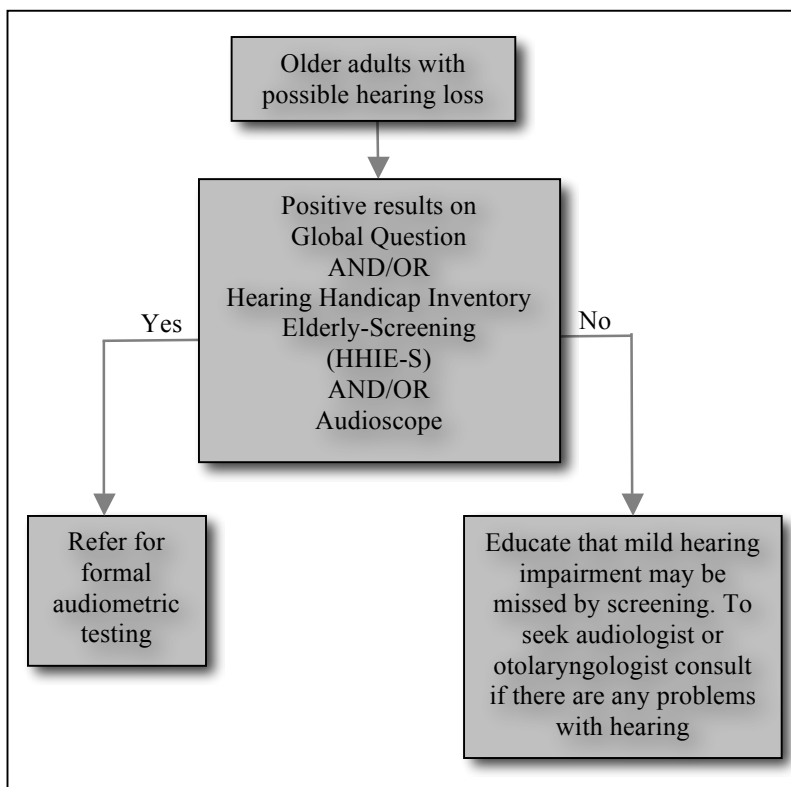 Older adults with
possible hearing loss
Positive results on
Global Question
AND/OR
Hearing Handicap Inventory
Elderly-Screening
(HHIE-S)
AND/OR
Audioscope
Yes
No
Refer for
formal
audiometric
testing
Educate that mild hearing
impairment may be
missed by screening. To
seek audiologist or
otolaryngologist consult
if there are any problems
with hearing